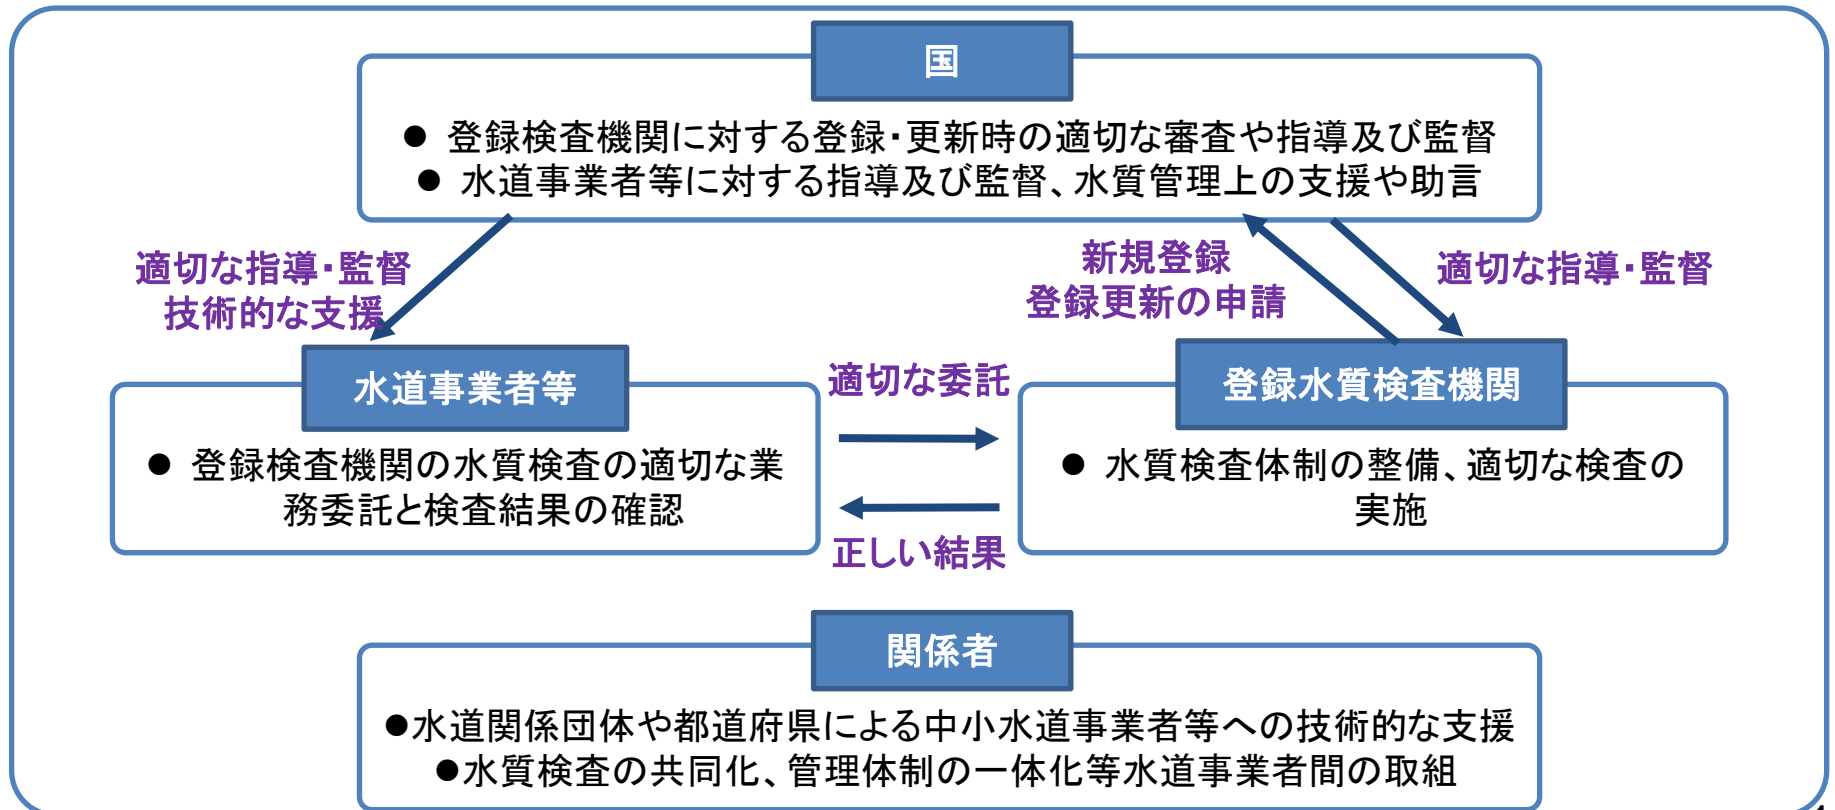 国
● 登録検査機関に対する登録・更新時の適切な審査や指導及び監督
● 水道事業者等に対する指導及び監督、水質管理上の支援や助言
適切な指導・監督
技術的な支援
新規登録
登録更新の申請
適切な指導・監督
水道事業者等
● 登録検査機関の水質検査の適切な業
務委託と検査結果の確認
適切な委託
正しい結果
登録水質検査機関
● 水質検査体制の整備、適切な検査の
実施
関係者
●水道関係団体や都道府県による中小水道事業者等への技術的な支援
●水質検査の共同化、管理体制の一体化等水道事業者間の取組